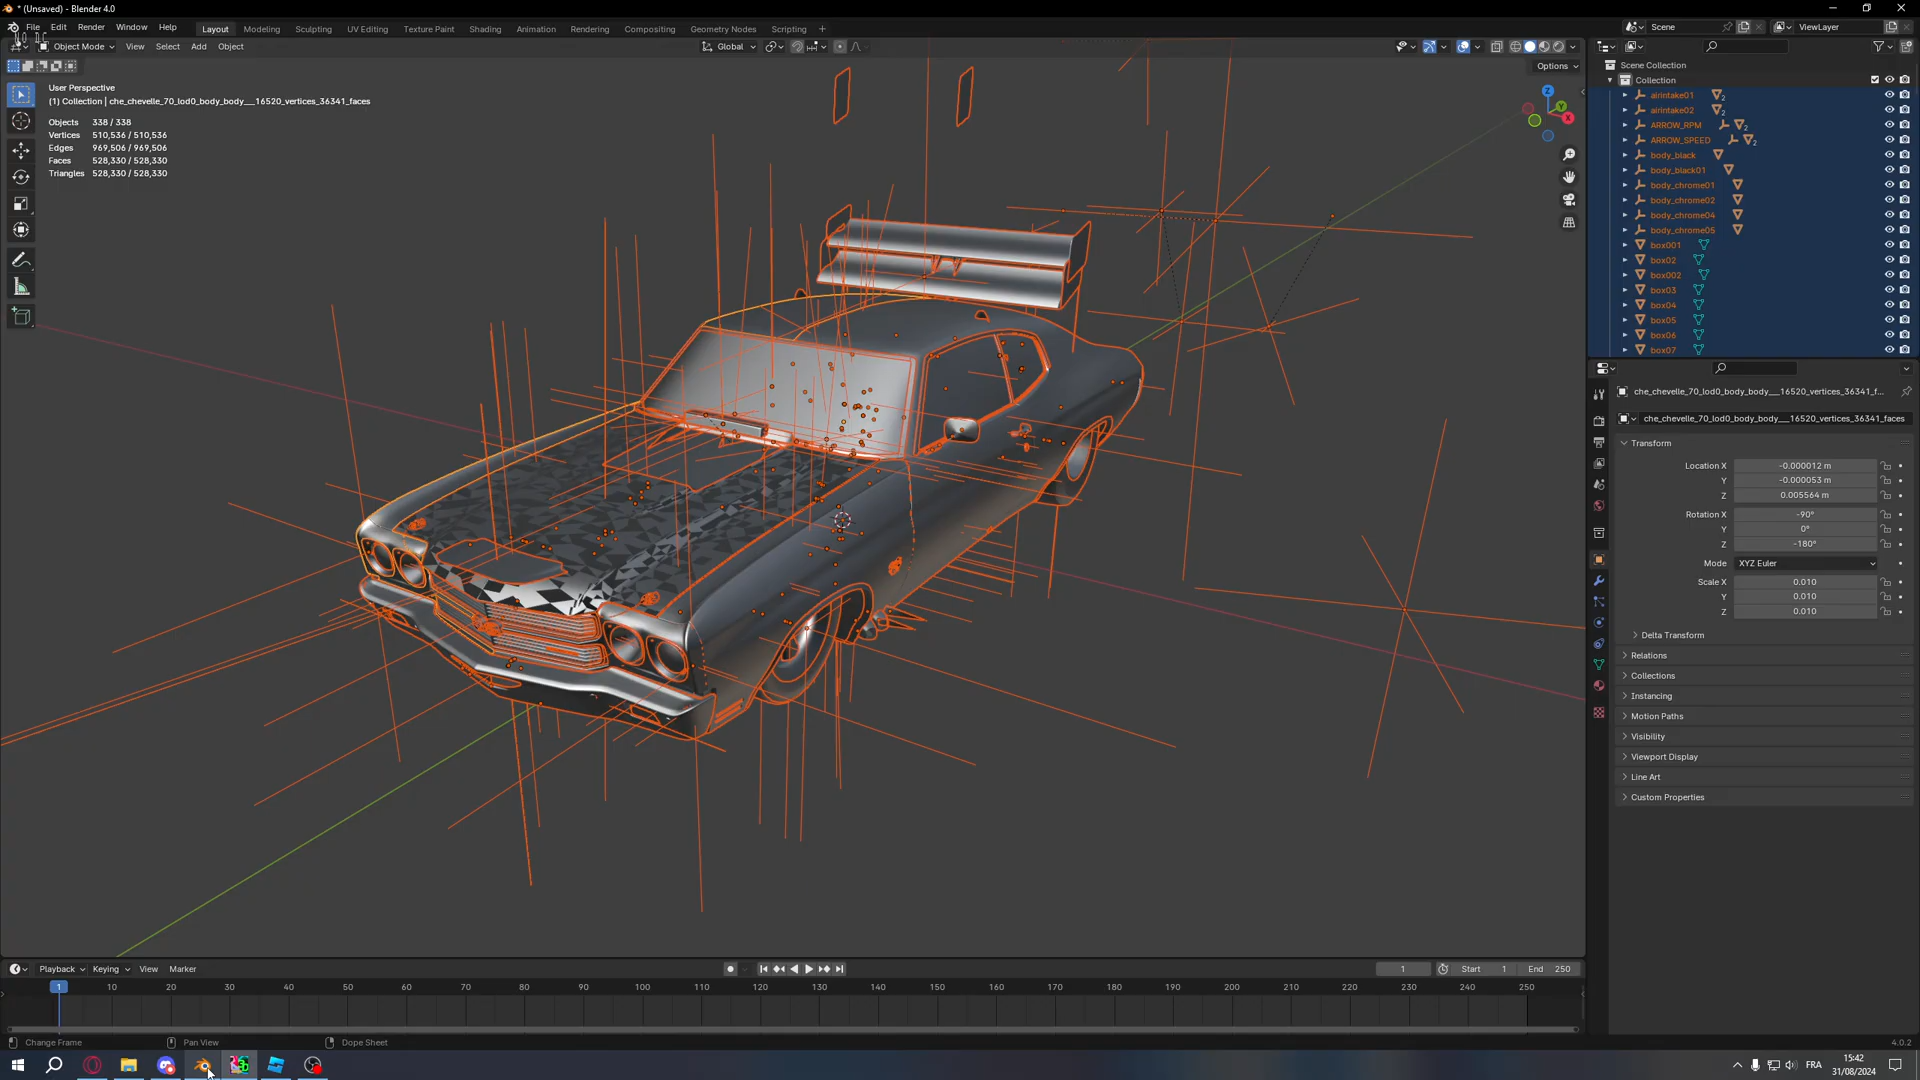 * (Unsaved) - Blender 4.0
File Edit Render Window Help
Layout Modeling Sculpting UV Editing Texture Paint Shading Animation Rendering Compositing Geometry Nodes Scripting +
Scene
ViewLayer
Object Mode View Select Add Object
Global
Options
User Perspective
(1) Collection | che_chevelle_70_lod0_body_body__16520_vertices_36341_faces
Objects 338 / 338
Vertices 510,536 / 510,536
Edges 969,506 / 969,506
Faces 528,330 / 528,330
Triangles 528,330 / 528,330
Z
Y
X
Scene Collection
Collection
airintake01 2
airintake02 2
ARROW_RPM 2
ARROW_SPEED 2
body_black
body_black01
body_chrome01
body_chrome02
body_chrome04
body_chrome05
box001
box02
box002
box03
box04
box05
box06
box07
che_chevelle_70_lod0_body_body__16520_vertices_36341_f...
che_chevelle_70_lod0_body_body__16520_vertices_36341_faces
Transform
Location X -0.000012 m
Y -0.000053 m
Z 0.005564 m
Rotation X -90°
Y 0°
Z -180°
Mode XYZ Euler
Scale X 0.010
Y 0.010
Z 0.010
Delta Transform
Relations
Collections
Instancing
Motion Paths
Visibility
Viewport Display
Line Art
Custom Properties
Playback Keying View Marker
1 Start 1 End 250
1 10 20 30 40 50 60 70 80 90 100 110 120 130 140 150 160 170 180 190 200 210 220 230 240 250
Change Frame Pan View Dope Sheet
4.0.2
FRA
15:42
31/08/2024